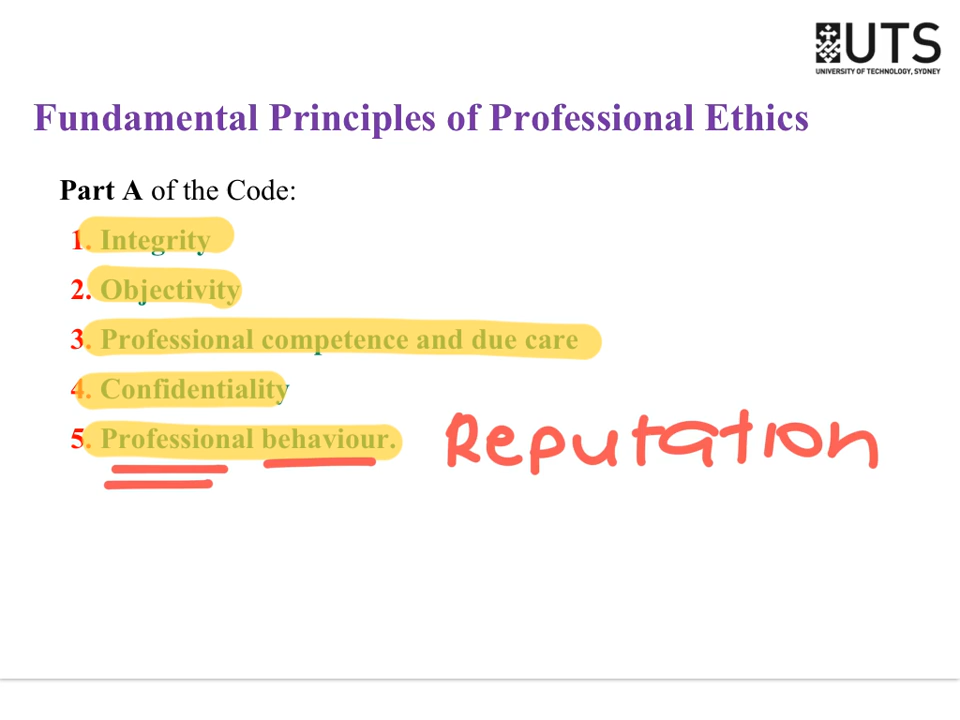 UTS
UNIVERSITY OF TECHNOLOGY, SYDNEY
Fundamental Principles of Professional Ethics
Part A of the Code:
1. Integrity
2. Objectivity
3. Professional competence and due care
4. Confidentiality
5. Professional behaviour.
Reputation